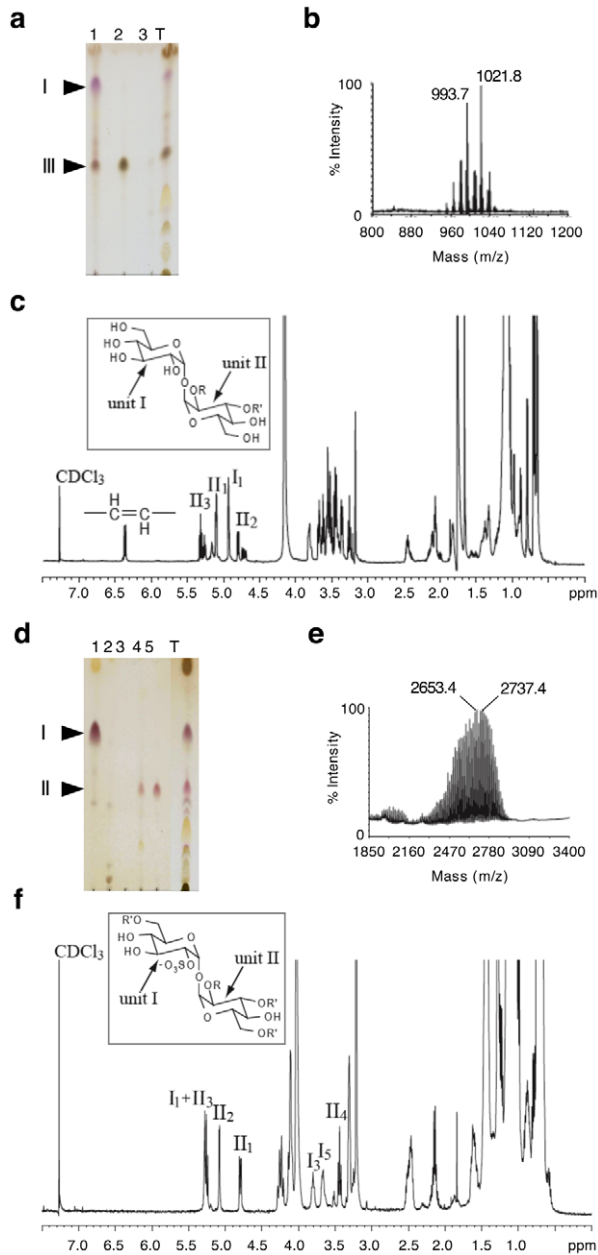 a
1 2 3 T
I
III
b
1021.8
993.7
100
% Intensity
0
800 880 960 1040 1120 1200
Mass (m/z)
c
HO
HO O
HO
HO OR unit II
unit I O OR'
O OH
OH
CDCl3
H
C=C
H
II3 II1 I1 II2
7.0 6.5 6.0 5.5 5.0 4.5 4.0 3.5 3.0 2.5 2.0 1.5 1.0 ppm
d
1 2 3 4 5 T
I
II
e
2653.4 2737.4
100
% Intensity
0
1850 2160 2470 2780 3090 3400
Mass (m/z)
f
R'O
HO O
HO
-O3SO unit II
unit I O OR
OR'
O OH
OR'
CDCl3
I1+II3 II2
II1
I3 I5
II4
7.0 6.5 6.0 5.5 5.0 4.5 4.0 3.5 3.0 2.5 2.0 1.5 1.0 ppm